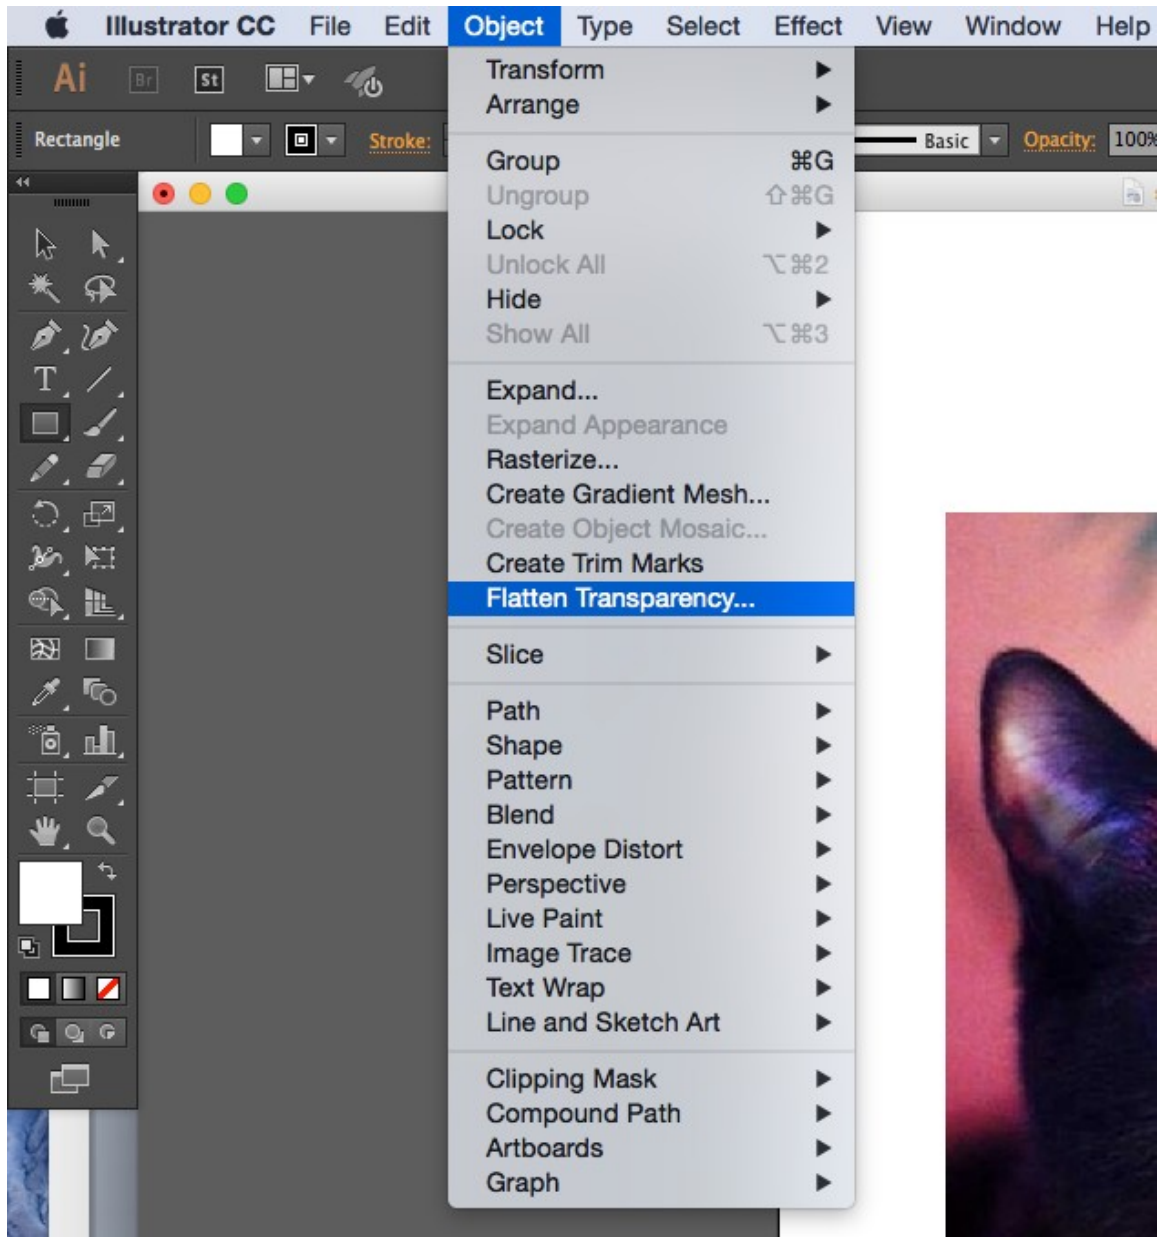 Illustrator CC File Edit Object Type Select Effect View Window Help
Ai Br St
Rectangle Stroke: Basic Opacity: 100%
Transform
Arrange
Group ⌘G
Ungroup ⇧⌘G
Lock
Unlock All ⌥⌘2
Hide
Show All ⌥⌘3
Expand...
Expand Appearance
Rasterize...
Create Gradient Mesh...
Create Object Mosaic...
Create Trim Marks
Flatten Transparency...
Slice
Path
Shape
Pattern
Blend
Envelope Distort
Perspective
Live Paint
Image Trace
Text Wrap
Line and Sketch Art
Clipping Mask
Compound Path
Artboards
Graph